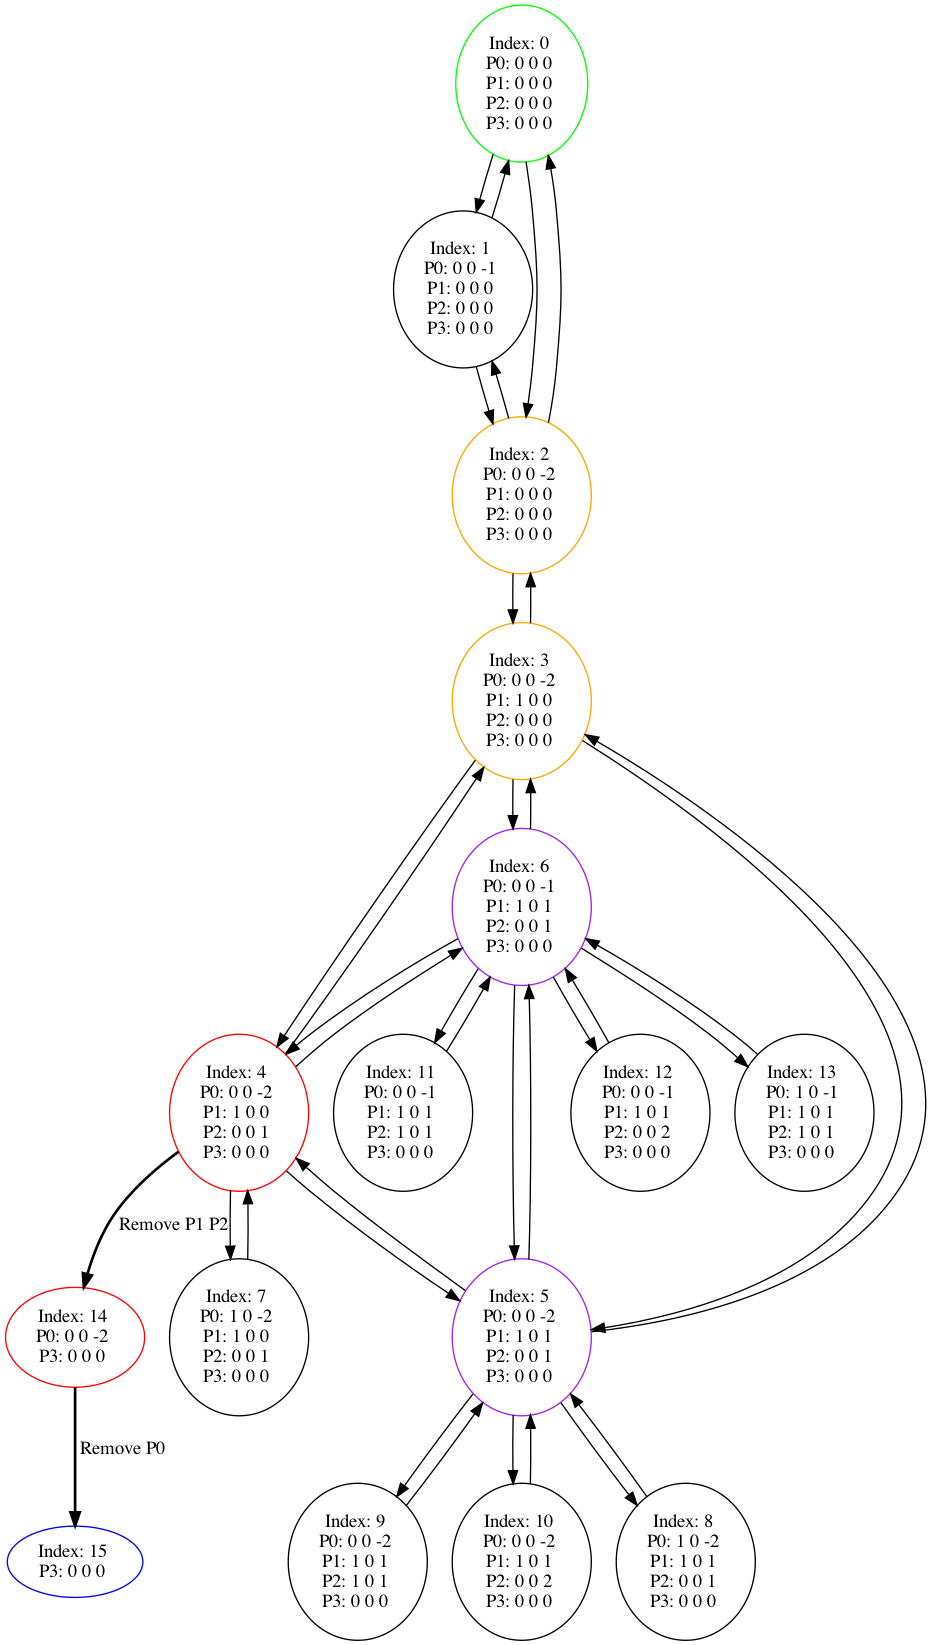 Index: 0
P0: 0 0 0
P1: 0 0 0
P2: 0 0 0
P3: 0 0 0
Index: 1
P0: 0 0 -1
P1: 0 0 0
P2: 0 0 0
P3: 0 0 0
Index: 2
P0: 0 0 -2
P1: 0 0 0
P2: 0 0 0
P3: 0 0 0
Index: 3
P0: 0 0 -2
P1: 1 0 0
P2: 0 0 0
P3: 0 0 0
Index: 6
P0: 0 0 -1
P1: 1 0 1
P2: 0 0 1
P3: 0 0 0
Index: 4
P0: 0 0 -2
P1: 1 0 0
P2: 0 0 1
P3: 0 0 0
Index: 11
P0: 0 0 -1
P1: 1 0 1
P2: 1 0 1
P3: 0 0 0
Index: 12
P0: 0 0 -1
P1: 1 0 1
P2: 0 0 2
P3: 0 0 0
Index: 13
P0: 1 0 -1
P1: 1 0 1
P2: 1 0 1
P3: 0 0 0
Remove P1 P2
Index: 14
P0: 0 0 -2
P3: 0 0 0
Index: 7
P0: 1 0 -2
P1: 1 0 0
P2: 0 0 1
P3: 0 0 0
Index: 5
P0: 0 0 -2
P1: 1 0 1
P2: 0 0 1
P3: 0 0 0
Remove P0
Index: 15
P3: 0 0 0
Index: 9
P0: 0 0 -2
P1: 1 0 1
P2: 1 0 1
P3: 0 0 0
Index: 10
P0: 0 0 -2
P1: 1 0 1
P2: 0 0 2
P3: 0 0 0
Index: 8
P0: 1 0 -2
P1: 1 0 1
P2: 0 0 1
P3: 0 0 0